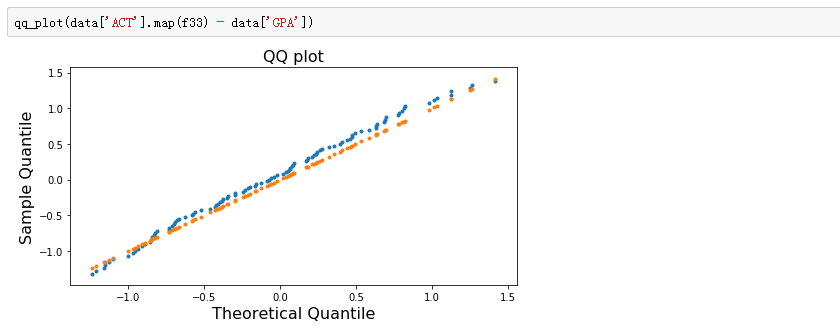 qq_plot(data['ACT'].map(f33) - data['GPA'])
QQ plot
1.5
1.0
0.5
0.0
−0.5
−1.0
Sample Quantile
−1.0 −0.5 0.0 0.5 1.0 1.5
Theoretical Quantile